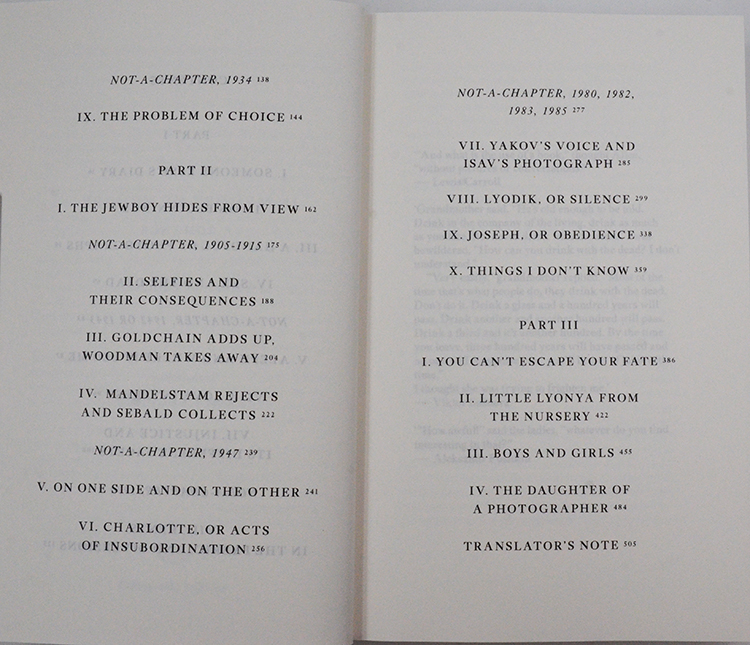 NOT-A-CHAPTER, 1934 138
IX. THE PROBLEM OF CHOICE 144
PART II
I. THE JEWBOY HIDES FROM VIEW 162
NOT-A-CHAPTER, 1905-1915 175
II. SELFIES AND
THEIR CONSEQUENCES 188
III. GOLDCHAIN ADDS UP,
WOODMAN TAKES AWAY 204
IV. MANDELSTAM REJECTS
AND SEBALD COLLECTS 222
NOT-A-CHAPTER, 1947 239
V. ON ONE SIDE AND ON THE OTHER 241
VI. CHARLOTTE, OR ACTS
OF INSUBORDINATION 256
NOT-A-CHAPTER, 1980, 1982,
1983, 1985 277
VII. YAKOV'S VOICE AND
ISAV'S PHOTOGRAPH 285
VIII. LYODIK, OR SILENCE 299
IX. JOSEPH, OR OBEDIENCE 338
X. THINGS I DON'T KNOW 359
PART III
I. YOU CAN'T ESCAPE YOUR FATE 386
II. LITTLE LYONYA FROM
THE NURSERY 422
III. BOYS AND GIRLS 455
IV. THE DAUGHTER OF
A PHOTOGRAPHER 484
TRANSLATOR'S NOTE 505